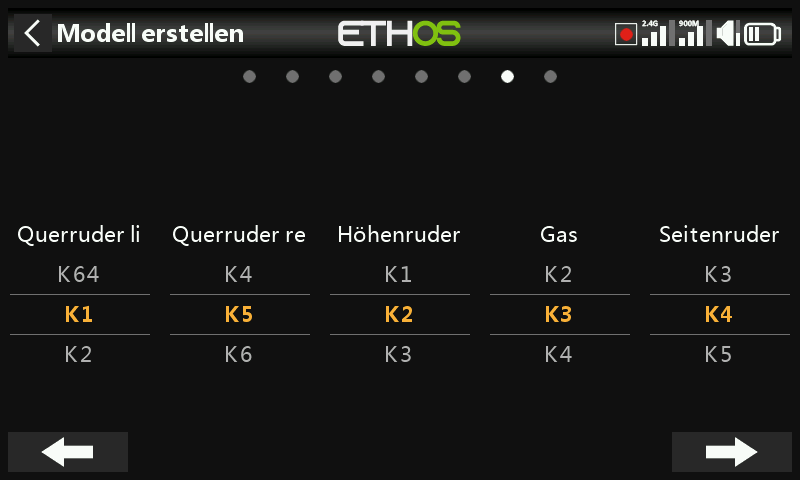 Modell erstellen
ETHOS
2.4G
900M
Querruder li
Querruder re
Höhenruder
Gas
Seitenruder
K64
K4
K1
K2
K3
K1
K5
K2
K3
K4
K2
K6
K3
K4
K5